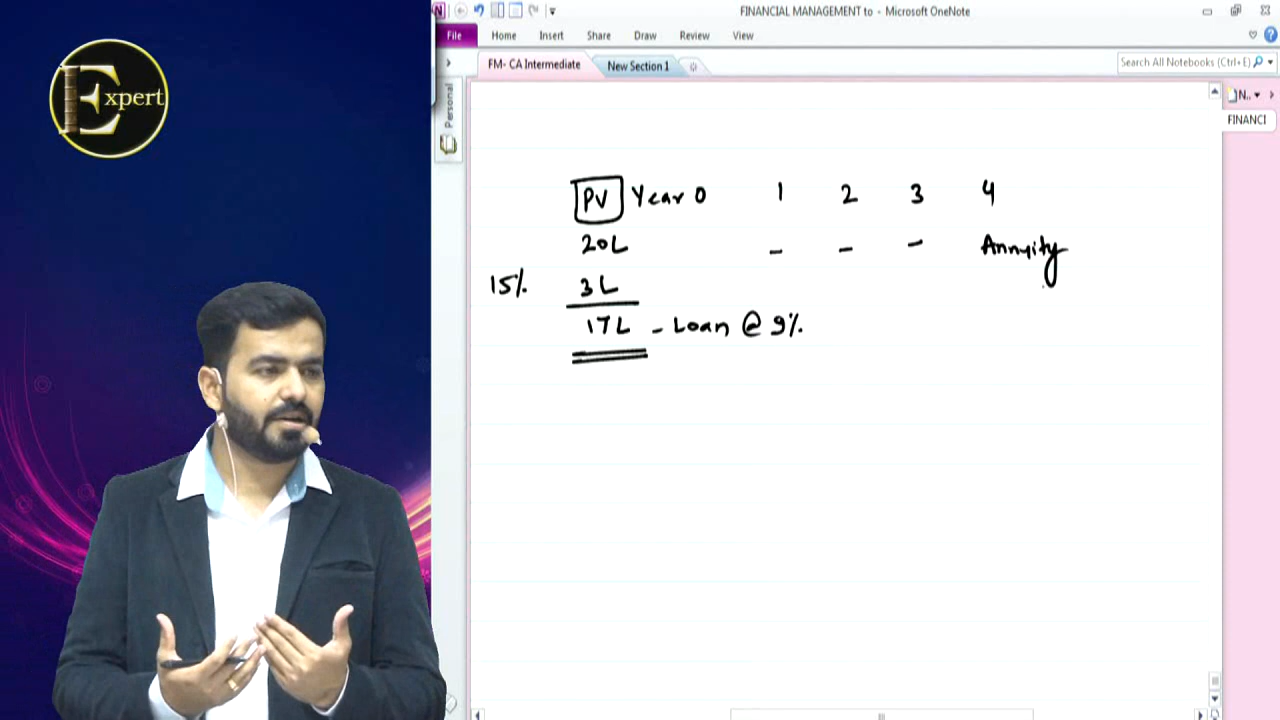 Expert
FINANCIAL MANAGEMENT to - Microsoft OneNote
File Home Insert Share Draw Review View
FM- CA Intermediate New Section 1
Search All Notebooks (Ctrl+E)
N..
Personal
FINANCI
PV Year 0 1 2 3 4
20L - - - Annuity
15% 3L
17L - Loan @ 9%